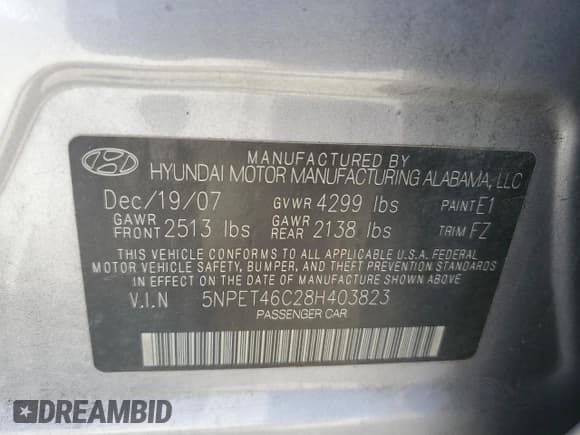 MANUFACTURED BY
HYUNDAI MOTOR MANUFACTURING ALABAMA, LLC
Dec/19/07 GVWR 4299 lbs PAINT E1
GAWR FRONT 2513 lbs GAWR REAR 2138 lbs TRIM FZ
THIS VEHICLE CONFORMS TO ALL APPLICABLE U.S.A. FEDERAL
MOTOR VEHICLE SAFETY, BUMPER, AND THEFT PREVENTION STANDARDS
IN EFFECT ON THE DATE OF MANUFACTURE SHOWN ABOVE
V.I.N 5NPET46C28H403823
PASSENGER CAR
DREAMBID